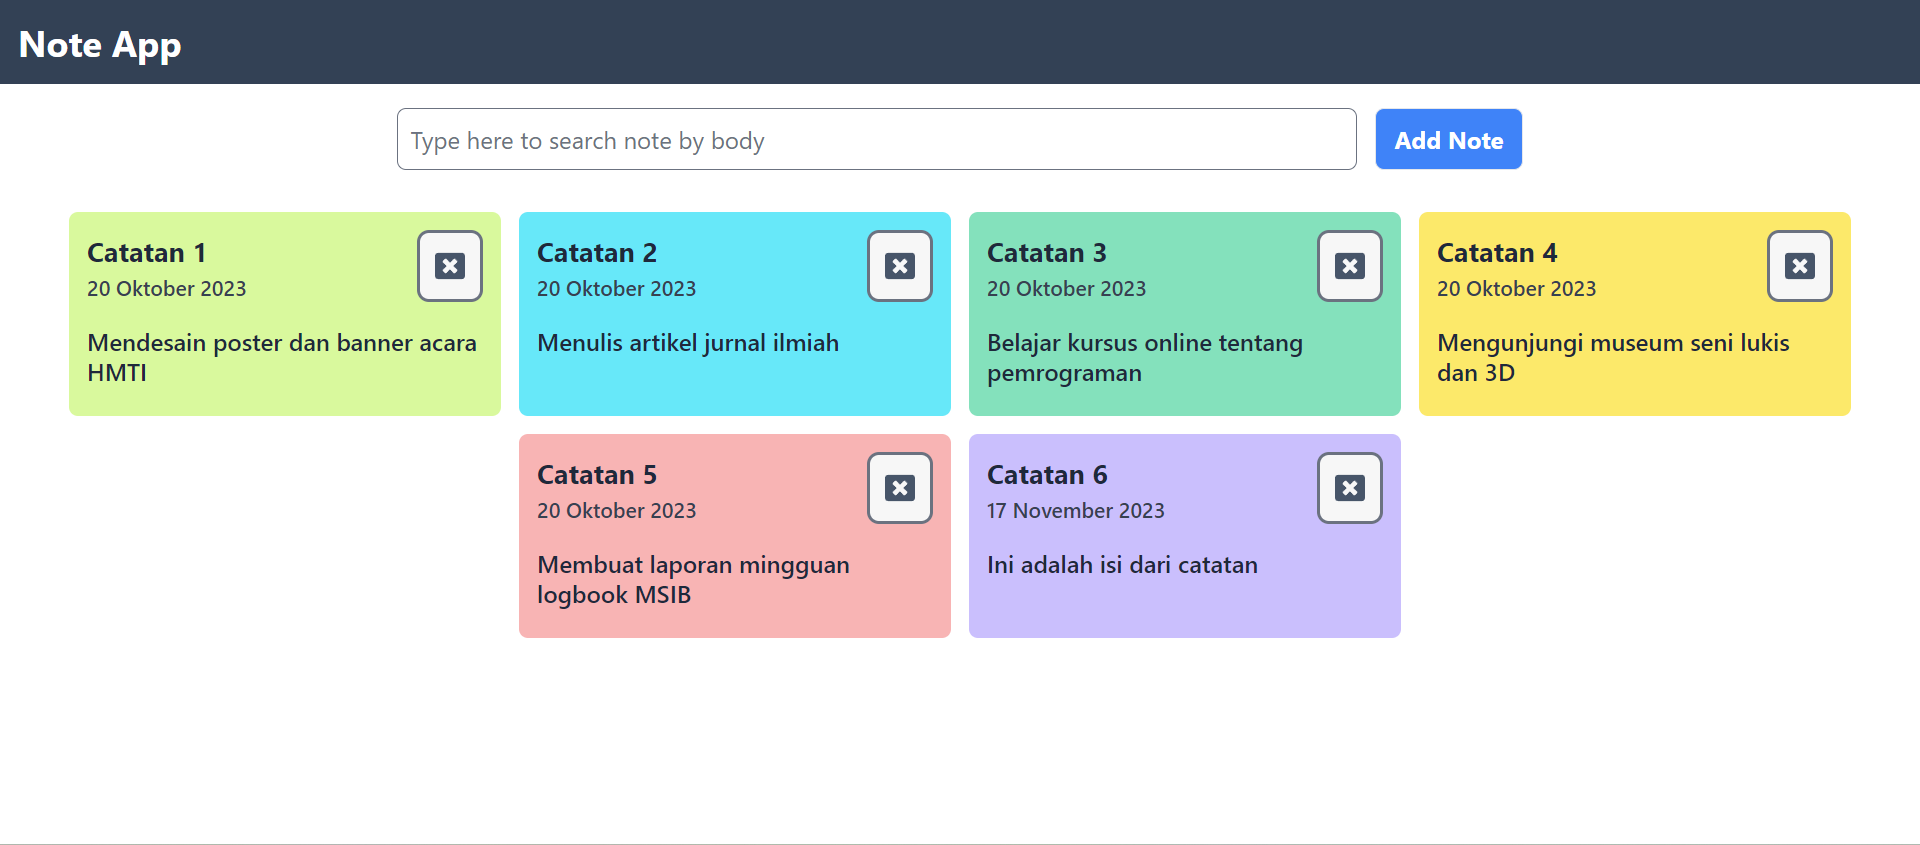 Note App
Type here to search note by body
Add Note
Catatan 1
20 Oktober 2023
Mendesain poster dan banner acara
HMTI
Catatan 2
20 Oktober 2023
Menulis artikel jurnal ilmiah
Catatan 3
20 Oktober 2023
Belajar kursus online tentang
pemrograman
Catatan 4
20 Oktober 2023
Mengunjungi museum seni lukis
dan 3D
Catatan 5
20 Oktober 2023
Membuat laporan mingguan
logbook MSIB
Catatan 6
17 November 2023
Ini adalah isi dari catatan